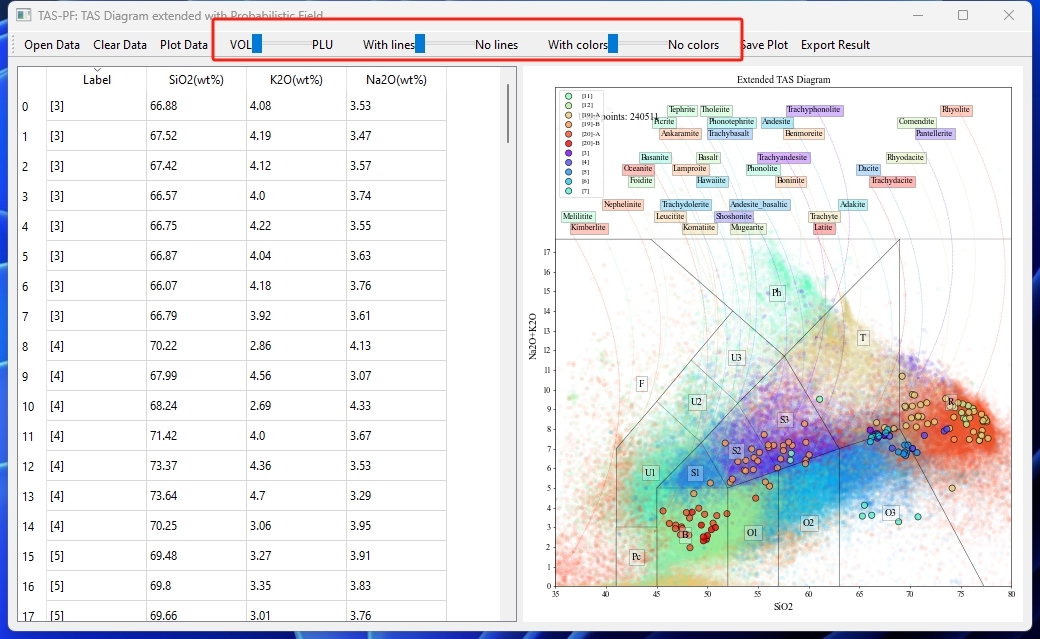 TAS-PF: TAS Diagram extended with Probabilistic Field
Open Data Clear Data Plot Data VOL PLU With lines No lines With colors No colors Save Plot Export Result
Label SiO2(wt%) K2O(wt%) Na2O(wt%)
0 [3] 66.88 4.08 3.53
1 [3] 67.52 4.19 3.47
2 [3] 67.42 4.12 3.57
3 [3] 66.57 4.0 3.74
4 [3] 66.75 4.22 3.55
5 [3] 66.87 4.04 3.63
6 [3] 66.07 4.18 3.76
7 [3] 66.79 3.92 3.61
8 [4] 70.22 2.86 4.13
9 [4] 67.99 4.56 3.07
10 [4] 68.24 2.69 4.33
11 [4] 71.42 4.0 3.67
12 [4] 73.37 4.36 3.53
13 [4] 73.64 4.7 3.29
14 [4] 70.25 3.06 3.95
15 [5] 69.48 3.27 3.91
16 [5] 69.8 3.35 3.83
17 [5] 69.66 3.01 3.76
Extended TAS Diagram
[11]
[12]
[19]-A
[19]-B
[20]-A
[20]-B
[3]
[4]
[5]
[6]
[7]
points: 240511
Tephrite Tholeiite Trachyphonolite Rhyolite
Picrite Phonotephrite Andesite Comendite
Ankaramite Trachybasalt Benmoreite Pantellerite
Basanite Basalt Trachyandesite Rhyodacite
Oceanite Lamproite Phonolite Dacite
Foidite Hawaiite Boninite Trachydacite
Nephelinite Trachydolerite Andesite_basaltic Adakite
Melilitite Leucitite Shoshonite Trachyte
Kimberlite Komatiite Mugearite Latite
Na2O+K2O
17
16
15
14
13
12
11
10
9
8
7
6
5
4
3
2
1
0
Ph
T
U3
F
U2
R
S3
S2
U1 S1
O3
O2
B O1
Pc
35 40 45 50 55 60 65 70 75 80
SiO2